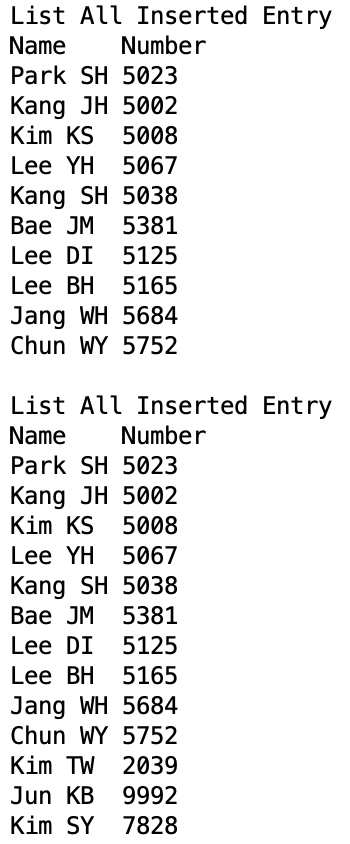 List All Inserted Entry
Name    Number
Park SH 5023
Kang JH 5002
Kim KS  5008
Lee YH  5067
Kang SH 5038
Bae JM  5381
Lee DI  5125
Lee BH  5165
Jang WH 5684
Chun WY 5752

List All Inserted Entry
Name    Number
Park SH 5023
Kang JH 5002
Kim KS  5008
Lee YH  5067
Kang SH 5038
Bae JM  5381
Lee DI  5125
Lee BH  5165
Jang WH 5684
Chun WY 5752
Kim TW  2039
Jun KB  9992
Kim SY  7828